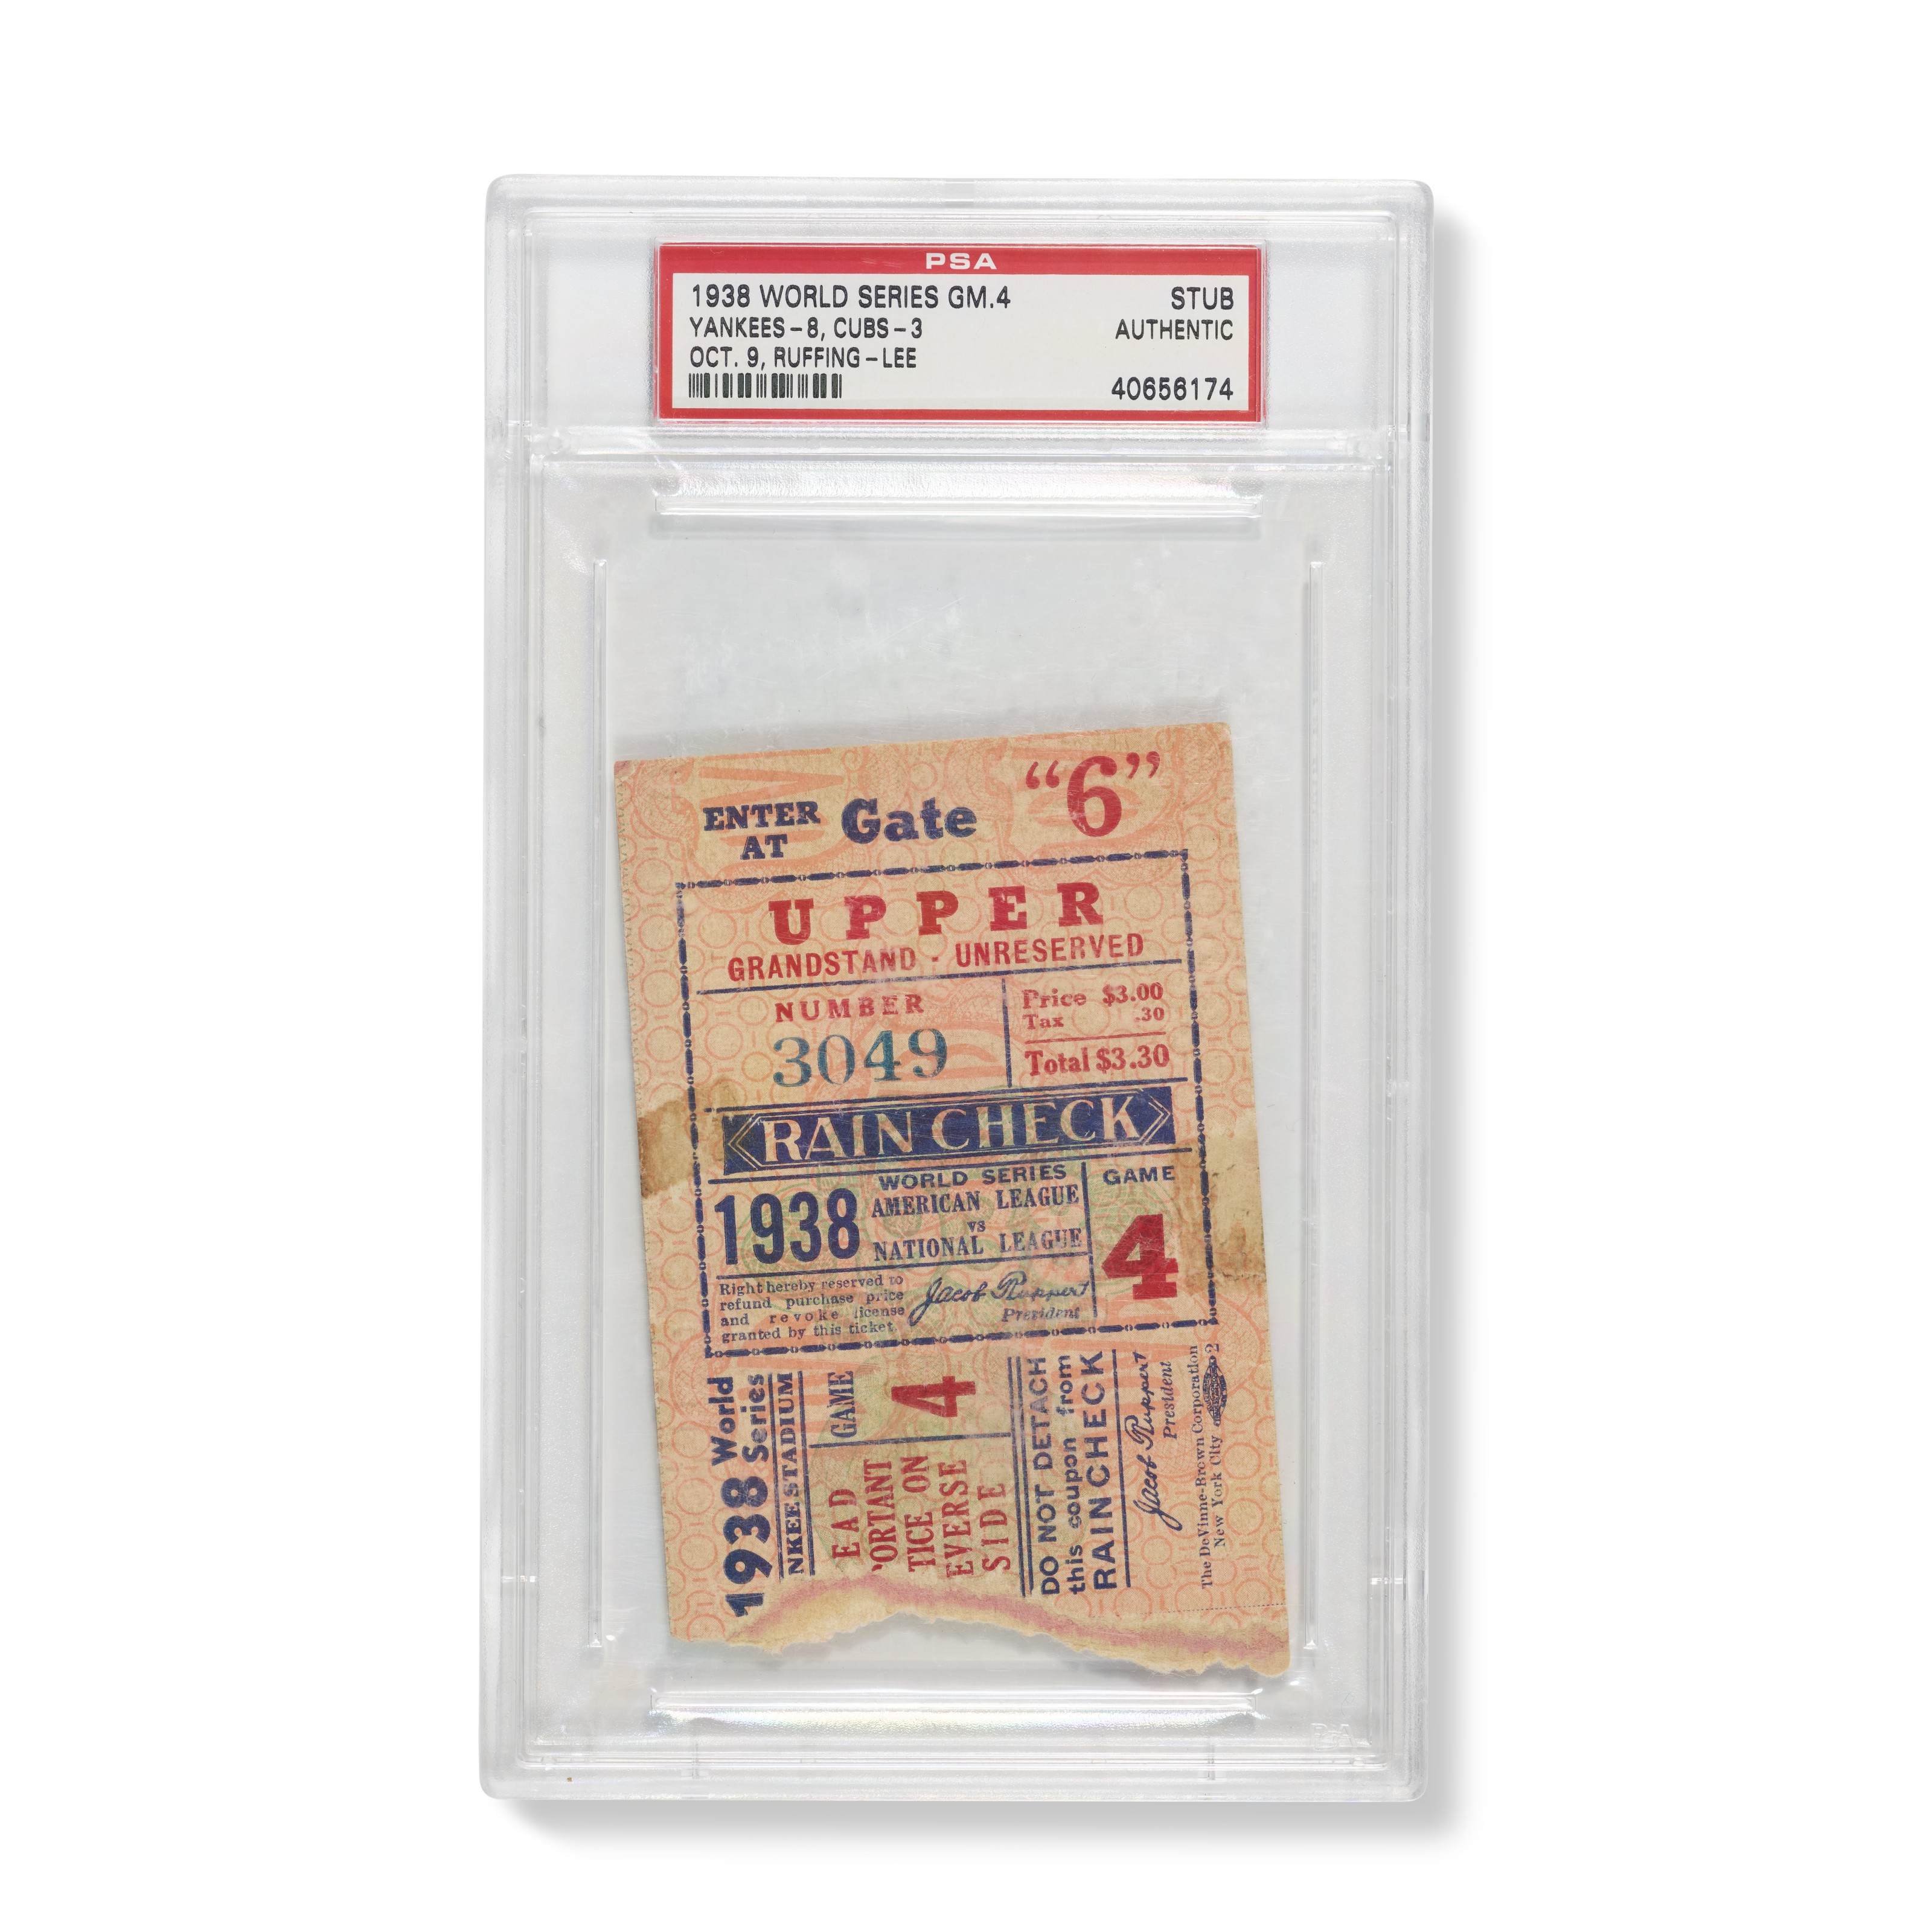 PSA
1938 WORLD SERIES GM.4 STUB
YANKEES-8, CUBS-3 AUTHENTIC
OCT. 9, RUFFING-LEE
40656174
ENTER AT Gate "6"
UPPER
GRANDSTAND - UNRESERVED
NUMBER
3049
Price $3.00
Tax .30
Total $3.30
RAIN CHECK
1938
WORLD SERIES
AMERICAN LEAGUE
vs
NATIONAL LEAGUE
GAME
4
Right hereby reserved to
refund purchase price
and revoke license
granted by this ticket.
Jacob Ruppert
President
1938 World Series
NKEE STADIUM
GAME
4
EAD
ORTANT
TICE ON
EVERSE
SIDE
DO NOT DETACH
this coupon from
RAIN CHECK
Jacob Ruppert
President
The DeVinne-Brown Corporation
New York City
2
PSA